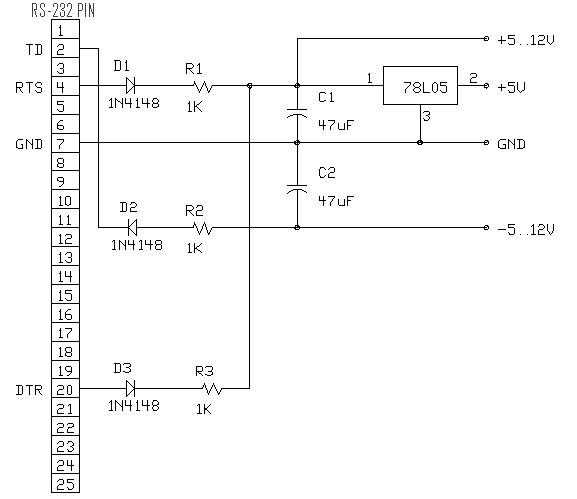 RS-232 PIN
1
TD 2
3
RTS 4
5
6
GND 7
8
9
10
11
12
13
14
15
16
17
18
19
DTR 20
21
22
23
24
25
D1
1N4148
R1
1K
C1
47uF
1 78L05 2
3
+5..12V
+5V
GND
C2
47uF
D2
1N4148
R2
1K
-5..12V
D3
1N4148
R3
1K